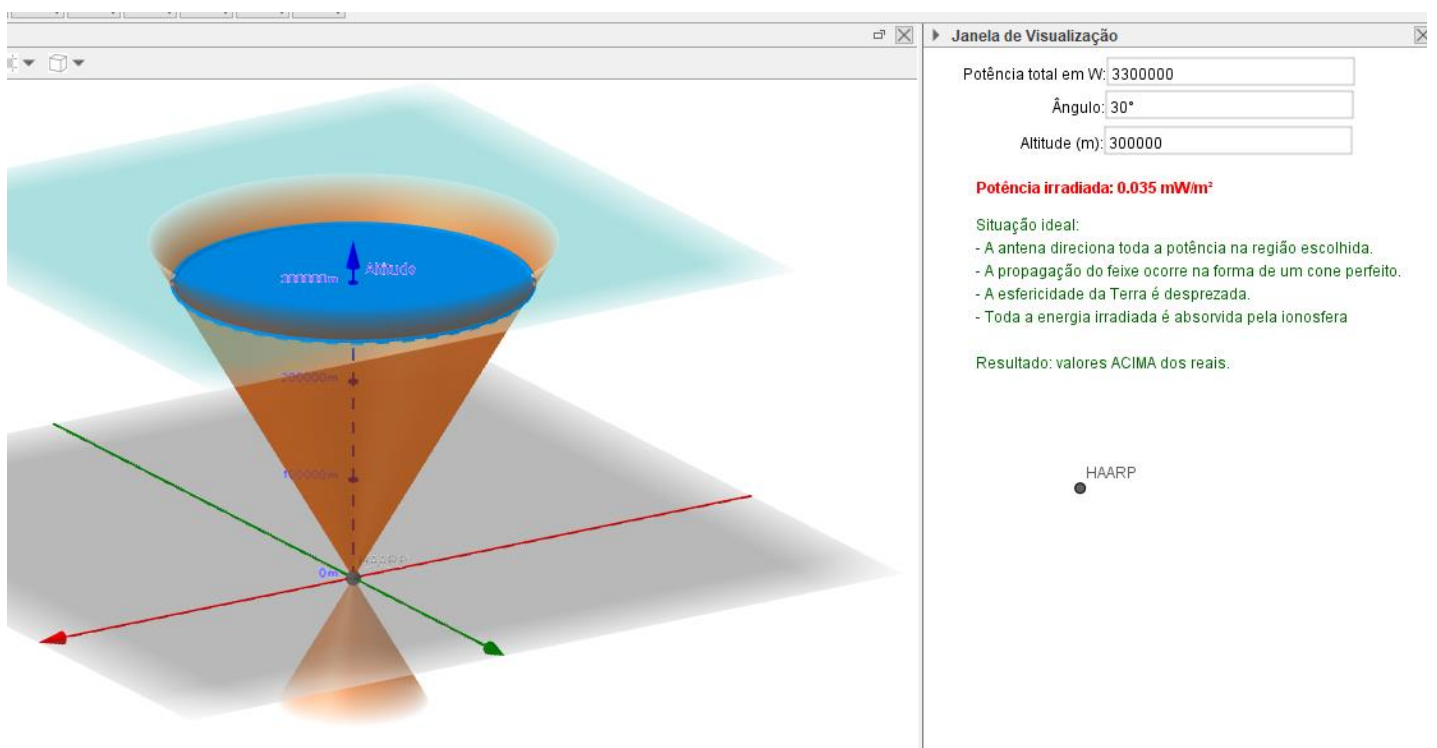 Janela de Visualização
Potência total em W: 3300000
Ângulo: 30°
Altitude (m): 300000
Potência irradiada: 0.035 mW/m²
Situação ideal:
- A antena direciona toda a potência na região escolhida.
- A propagação do feixe ocorre na forma de um cone perfeito.
- A esfericidade da Terra é desprezada.
- Toda a energia irradiada é absorvida pela ionosfera
Resultado: valores ACIMA dos reais.
HAARP
Altitude
300000m
200000m
100000m
HAARP
0m